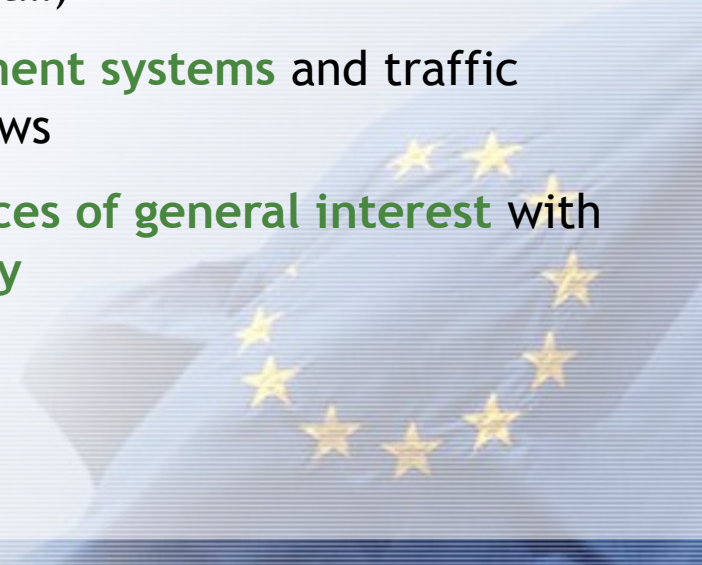 ment systems and traffic
ws
ces of general interest with
y